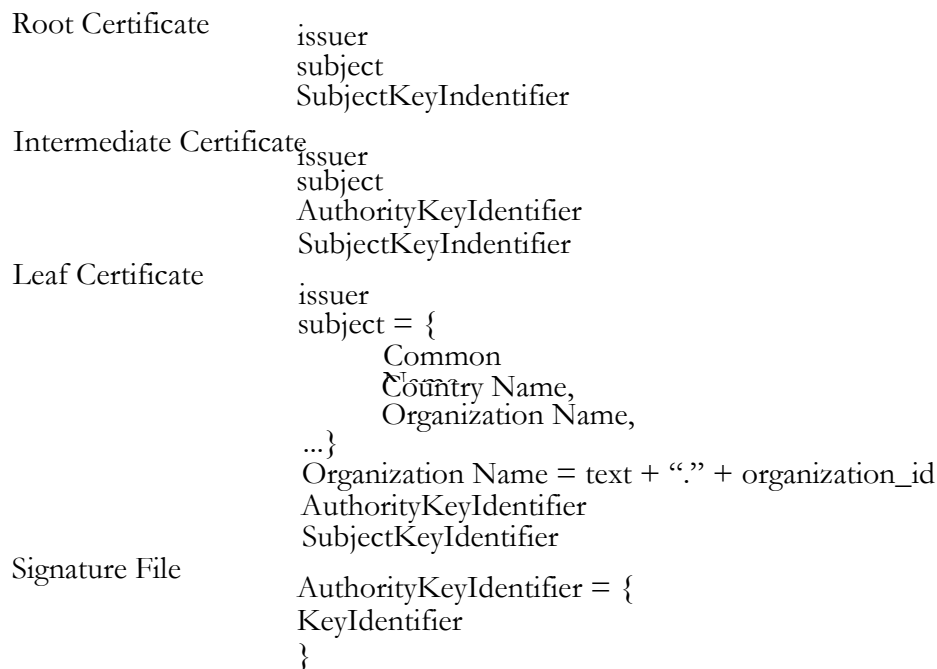 Root Certificate
issuer
subject
SubjectKeyIndentifier
Intermediate Certificate
issuer
subject
AuthorityKeyIdentifier
SubjectKeyIndentifier
Leaf Certificate
issuer
subject = {
Common
Country Name,
Organization Name,
...}
Organization Name = text + “.” + organization_id
AuthorityKeyIdentifier
SubjectKeyIdentifier
Signature File
AuthorityKeyIdentifier = {
KeyIdentifier
}